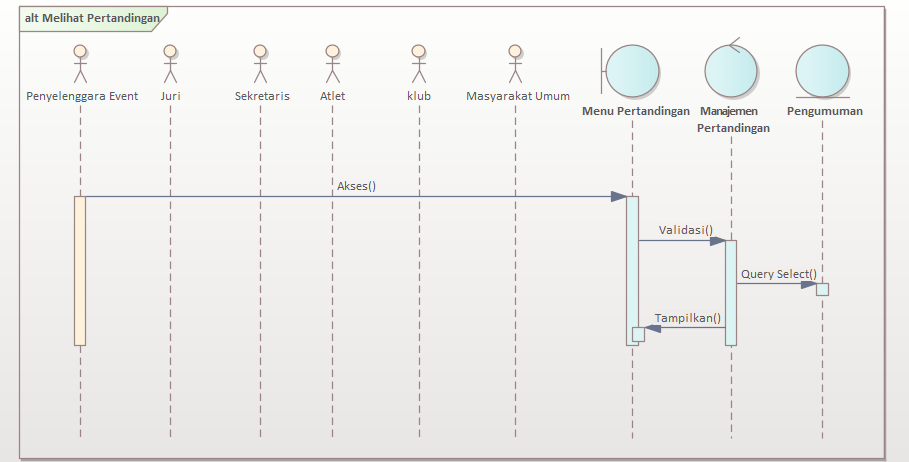 alt Melihat Pertandingan
Penyelenggara Event
Juri
Sekretaris
Atlet
klub
Masyarakat Umum
Menu Pertandingan
Manajemen
Pertandingan
Pengumuman
Akses()
Validasi()
Query Select()
Tampilkan()